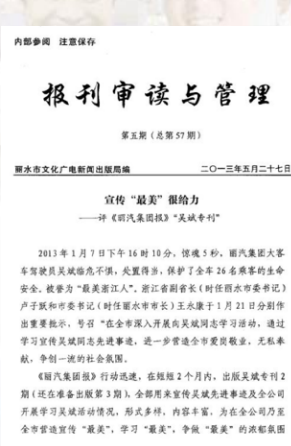 内部参阅 注意保存
报刊审读与管理
第五期（总第57期）
丽水市文化广电新闻出版局编 二〇一三年五月二十七日
宣传“最美”很给力
——评《丽汽集团报》“吴斌专刊”
2013年1月7日下午16时10分，惊魂5秒，丽汽集团大客
车驾驶员吴斌临危不惧，处置得当，保护了全车26名乘客的生命
安全，被誉为“最美浙江人”。浙江省副省长（时任丽水市委书记）
卢子跃和市委书记（时任丽水市市长）王永康于1月21日分别作
出重要批示，号召“在全市深入开展向吴斌同志学习活动，通过
学习宣传吴斌同志先进事迹，进一步营造全市爱岗敬业，无私奉
献，争创一流的社会氛围。
《丽汽集团报》行动迅速，在短短2个月内，出版吴斌专刊2
期（还在准备出版第3期），全部用来宣传吴斌先进事迹及全公司
开展学习吴斌活动情况，形式多样，内容丰富，为在全公司乃至
全市营造宣传“最美”，学习“最美”，争做“最美”的浓郁氛围